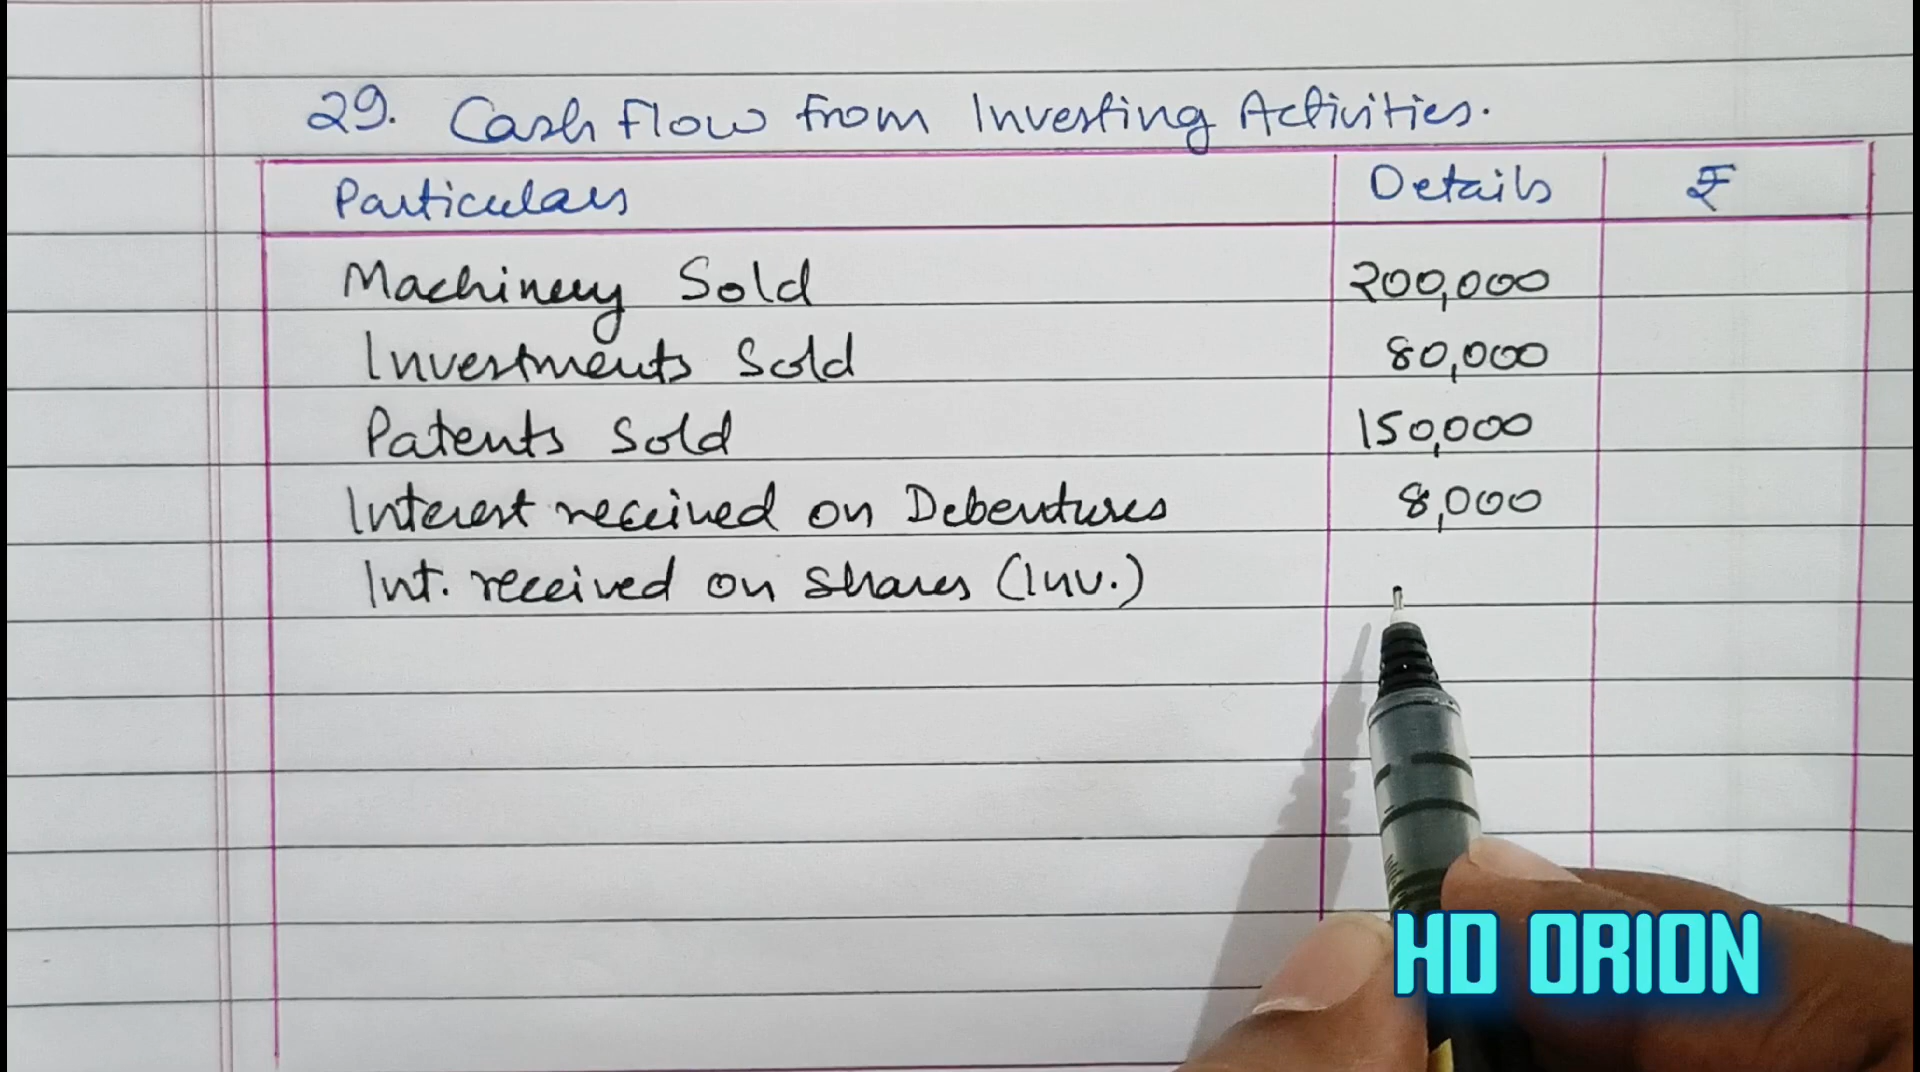 29. Cash Flow from Investing Activities.
Particulars Details ₹
Machinery Sold 200,000
Investments Sold 80,000
Patents Sold 150,000
Interest received on Debentures 8,000
Int. received on Shares (Inv.)
HD ORION